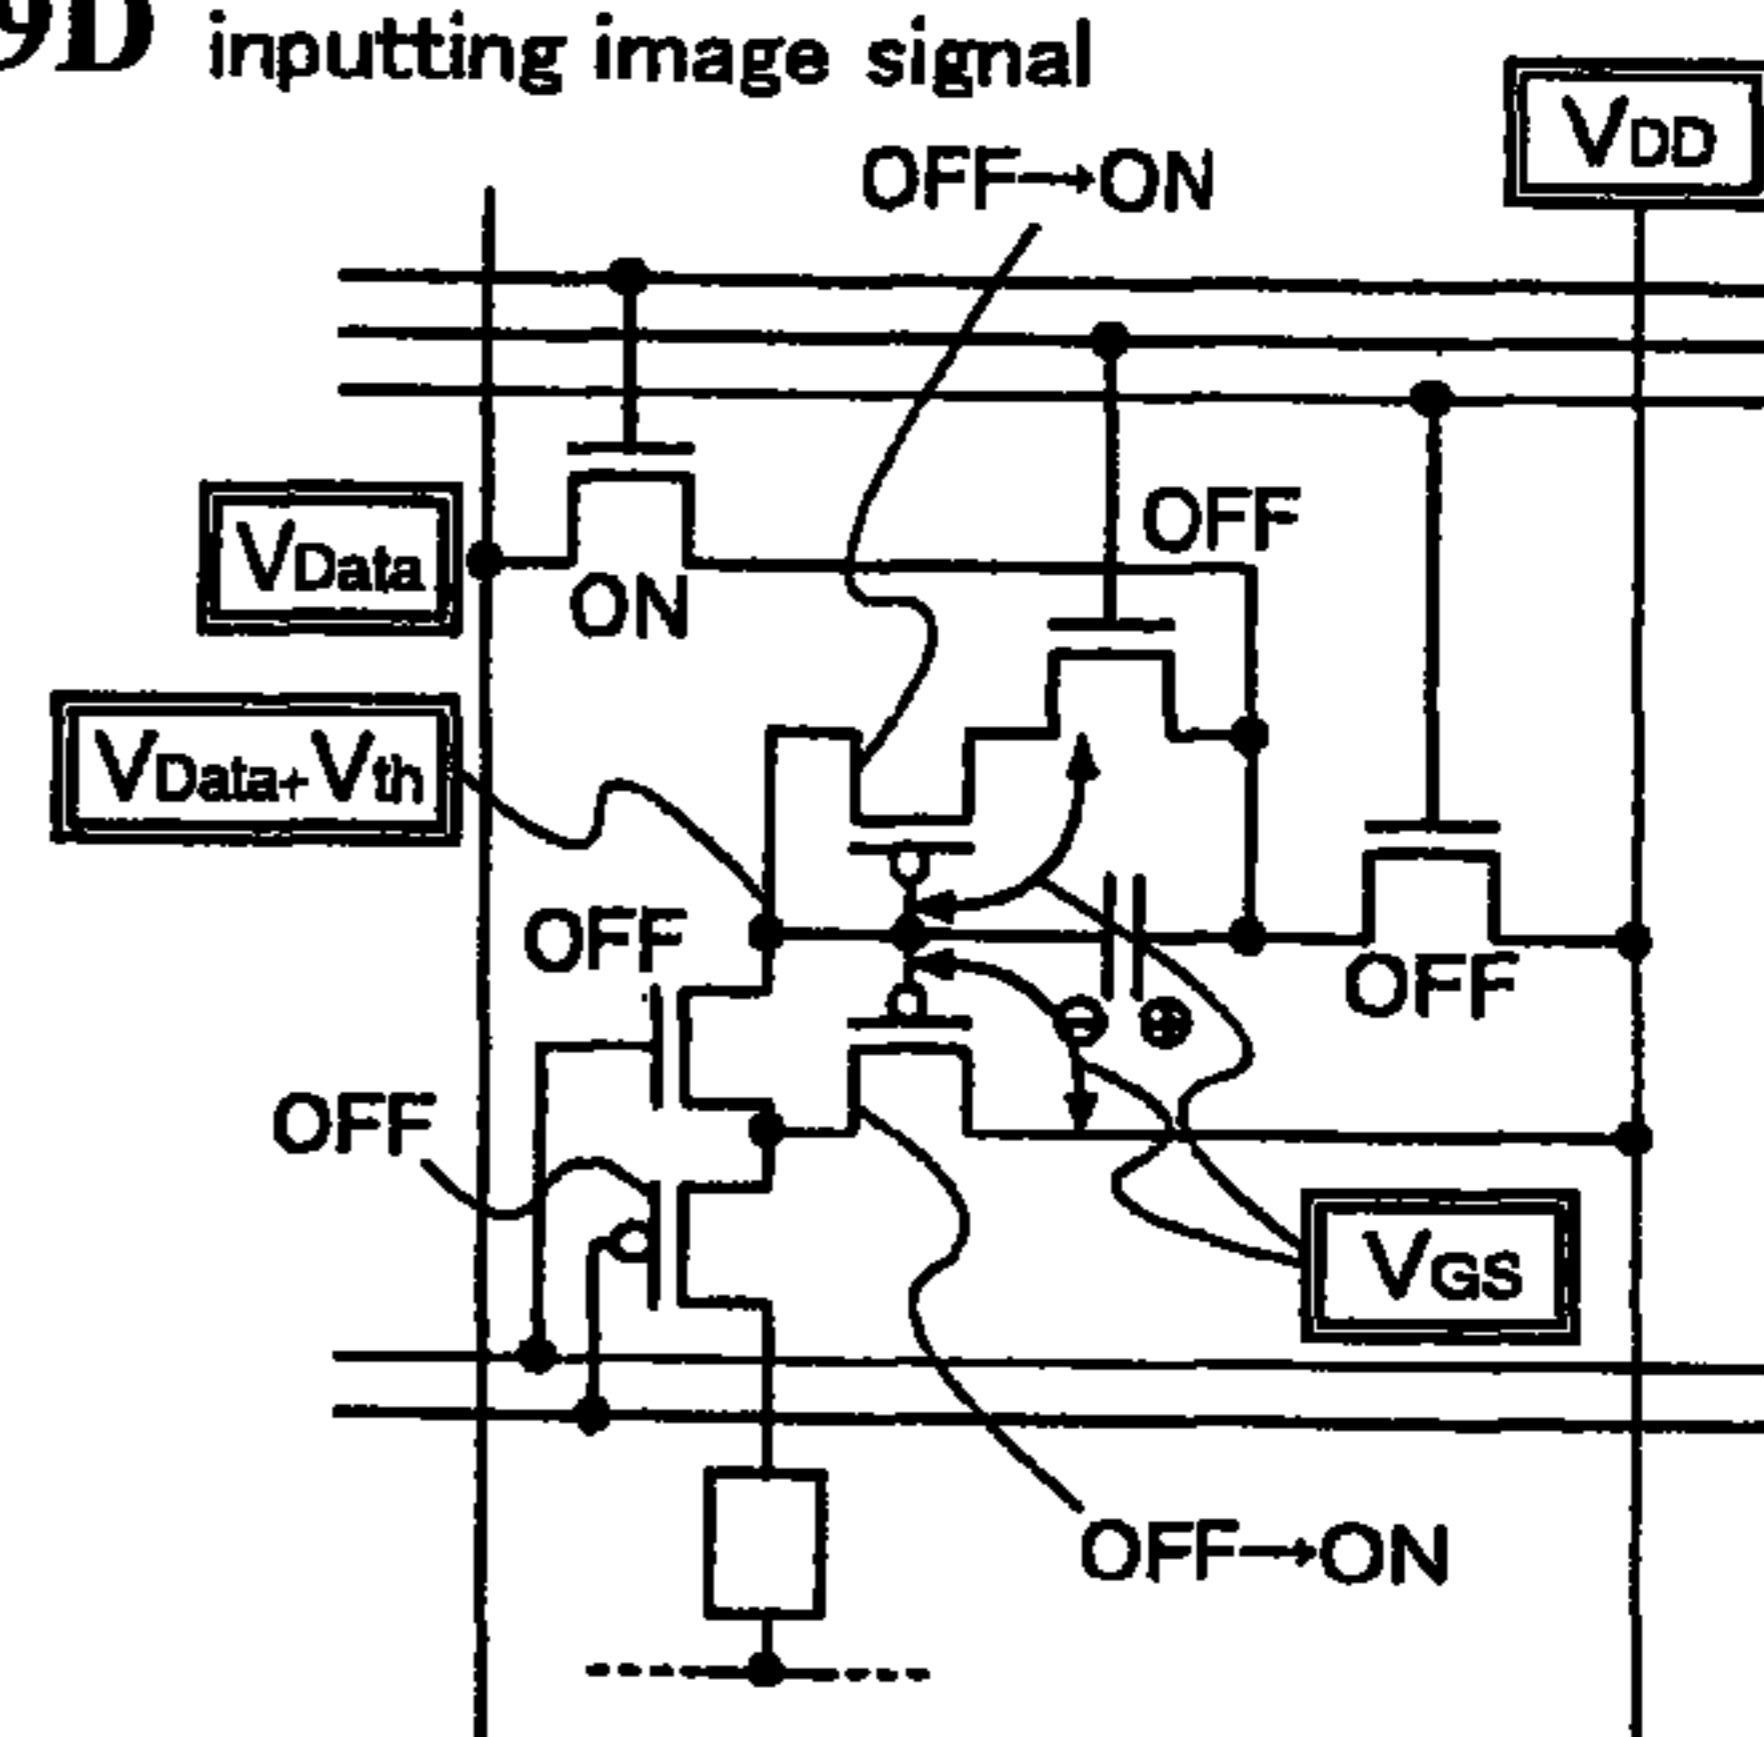 9D inputting image signal
VDD
OFF→ON
OFF
VData
ON
VData+Vth
OFF
OFF
OFF
VGS
OFF→ON